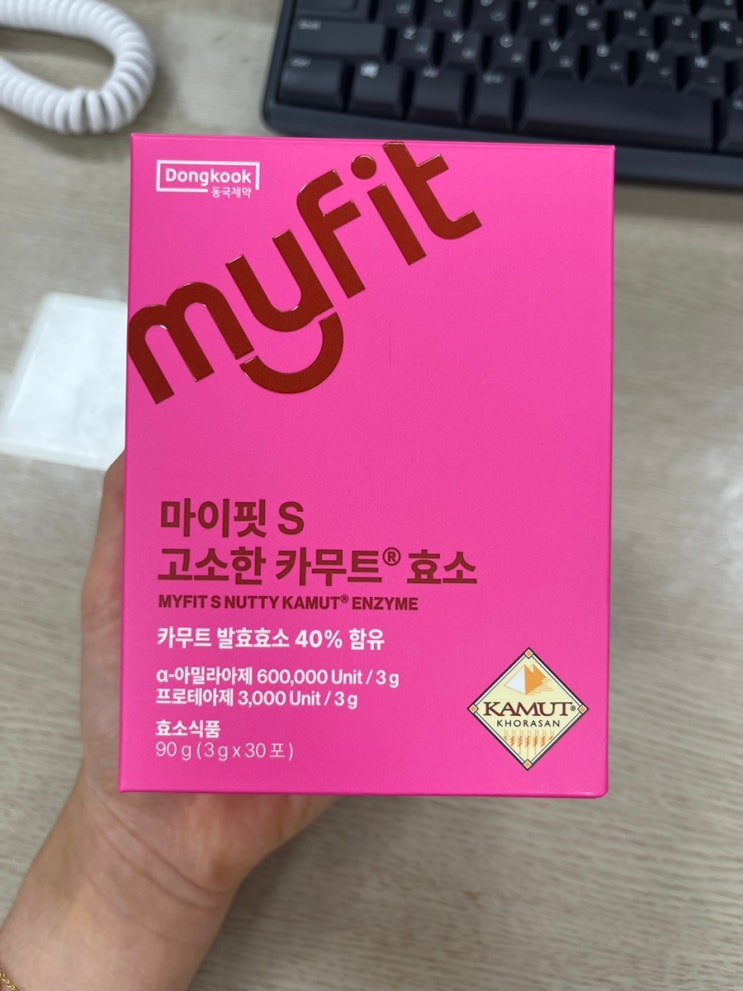 Dongkook
동국제약
myfit
마이핏 S
고소한 카무트® 효소
MYFIT S NUTTY KAMUT® ENZYME
카무트 발효효소 40% 함유
α-아밀라아제 600,000 Unit / 3 g
프로테아제 3,000 Unit / 3 g
효소식품
90 g ( 3 g x 30 포 )
KAMUT®
KHORASAN